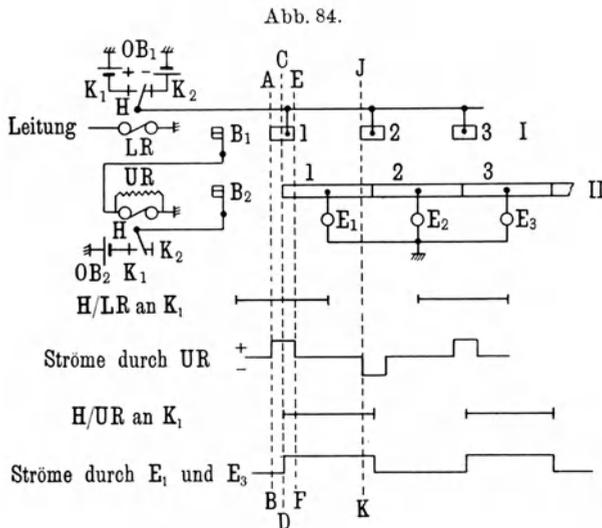 Abb. 84.
OB₁
+ -
K₁ K₂
H
A C E J
Leitung
LR
B₁
1 2 3 I
UR
B₂
1 2 3 II
H
K₂
E₁ E₂ E₃
OB₂ K₁
H/LR an K₁
Ströme durch UR + -
H/UR an K₁
Ströme durch E₁ und E₃
B D F K